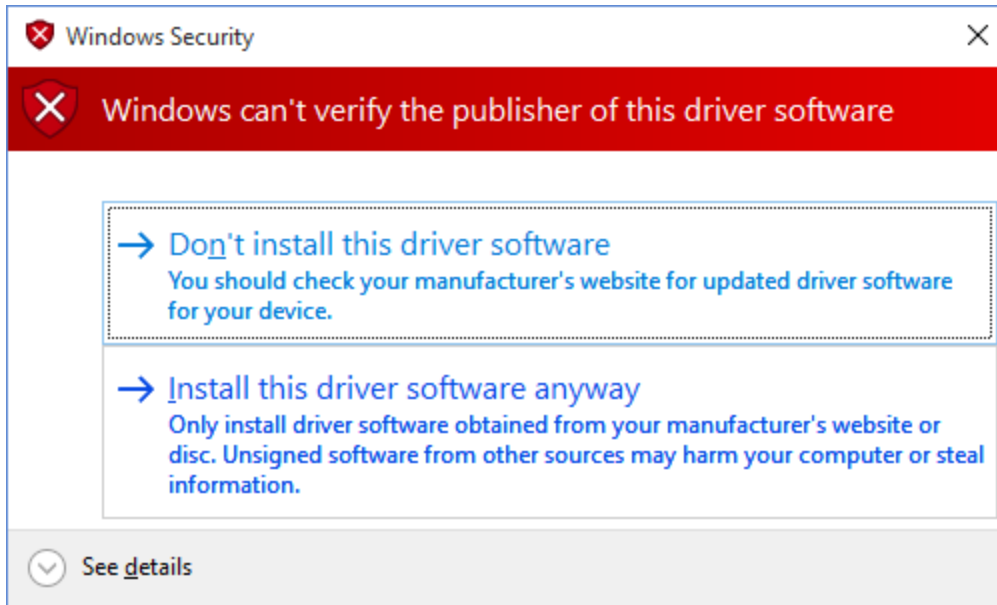 Windows Security
Windows can't verify the publisher of this driver software
Don't install this driver software
You should check your manufacturer's website for updated driver software
for your device.
Install this driver software anyway
Only install driver software obtained from your manufacturer's website or
disc. Unsigned software from other sources may harm your computer or steal
information.
See details